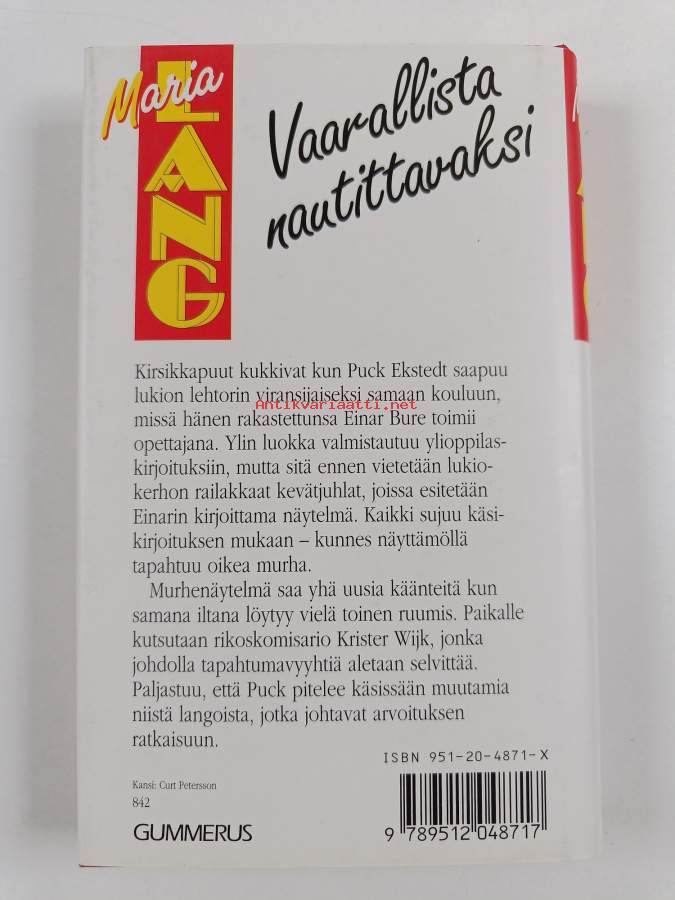 Maria
LANG
Vaarallista
nautittavaksi
Kirsikkapuut kukkivat kun Puck Ekstedt saapuu
lukion lehtorin viransijaiseksi samaan kouluun,
Antikvariaatti.net
missä hänen rakastettunsa Einar Bure toimii
opettajana. Ylin luokka valmistautuu ylioppilas-
kirjoituksiin, mutta sitä ennen vietetään lukio-
kerhon railakkaat kevätjuhlat, joissa esitetään
Einarin kirjoittama näytelmä. Kaikki sujuu käsi-
kirjoituksen mukaan – kunnes näyttämöllä
tapahtuu oikea murha.
Murhenäytelmä saa yhä uusia käänteitä kun
samana iltana löytyy vielä toinen ruumis. Paikalle
kutsutaan rikoskomisario Krister Wijk, jonka
johdolla tapahtumavyyhtiä aletaan selvittää.
Paljastuu, että Puck pitelee käsissään muutamia
niistä langoista, jotka johtavat arvoituksen
ratkaisuun.
ISBN 951-20-4871-X
Kansi: Curt Petersson
842
GUMMERUS
9 789512 048717